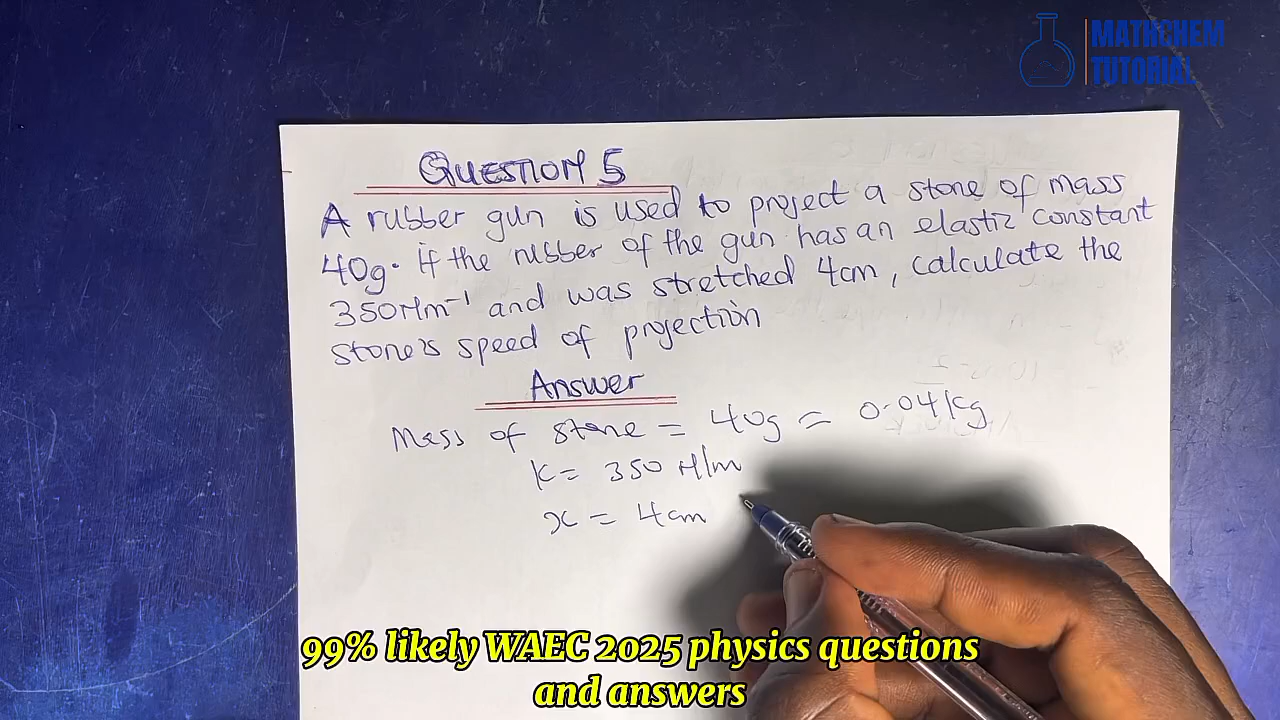 MATHCHEM
TUTORIAL
QUESTION 5
A rubber gun is used to project a stone of mass
40g. If the rubber of the gun has an elastic constant
350Nm⁻¹ and was stretched 4cm, calculate the
stone's speed of projection
Answer
Mass of stone = 40g = 0.04kg
K = 350 N/m
x = 4cm
99% likely WAEC 2025 physics questions
and answers